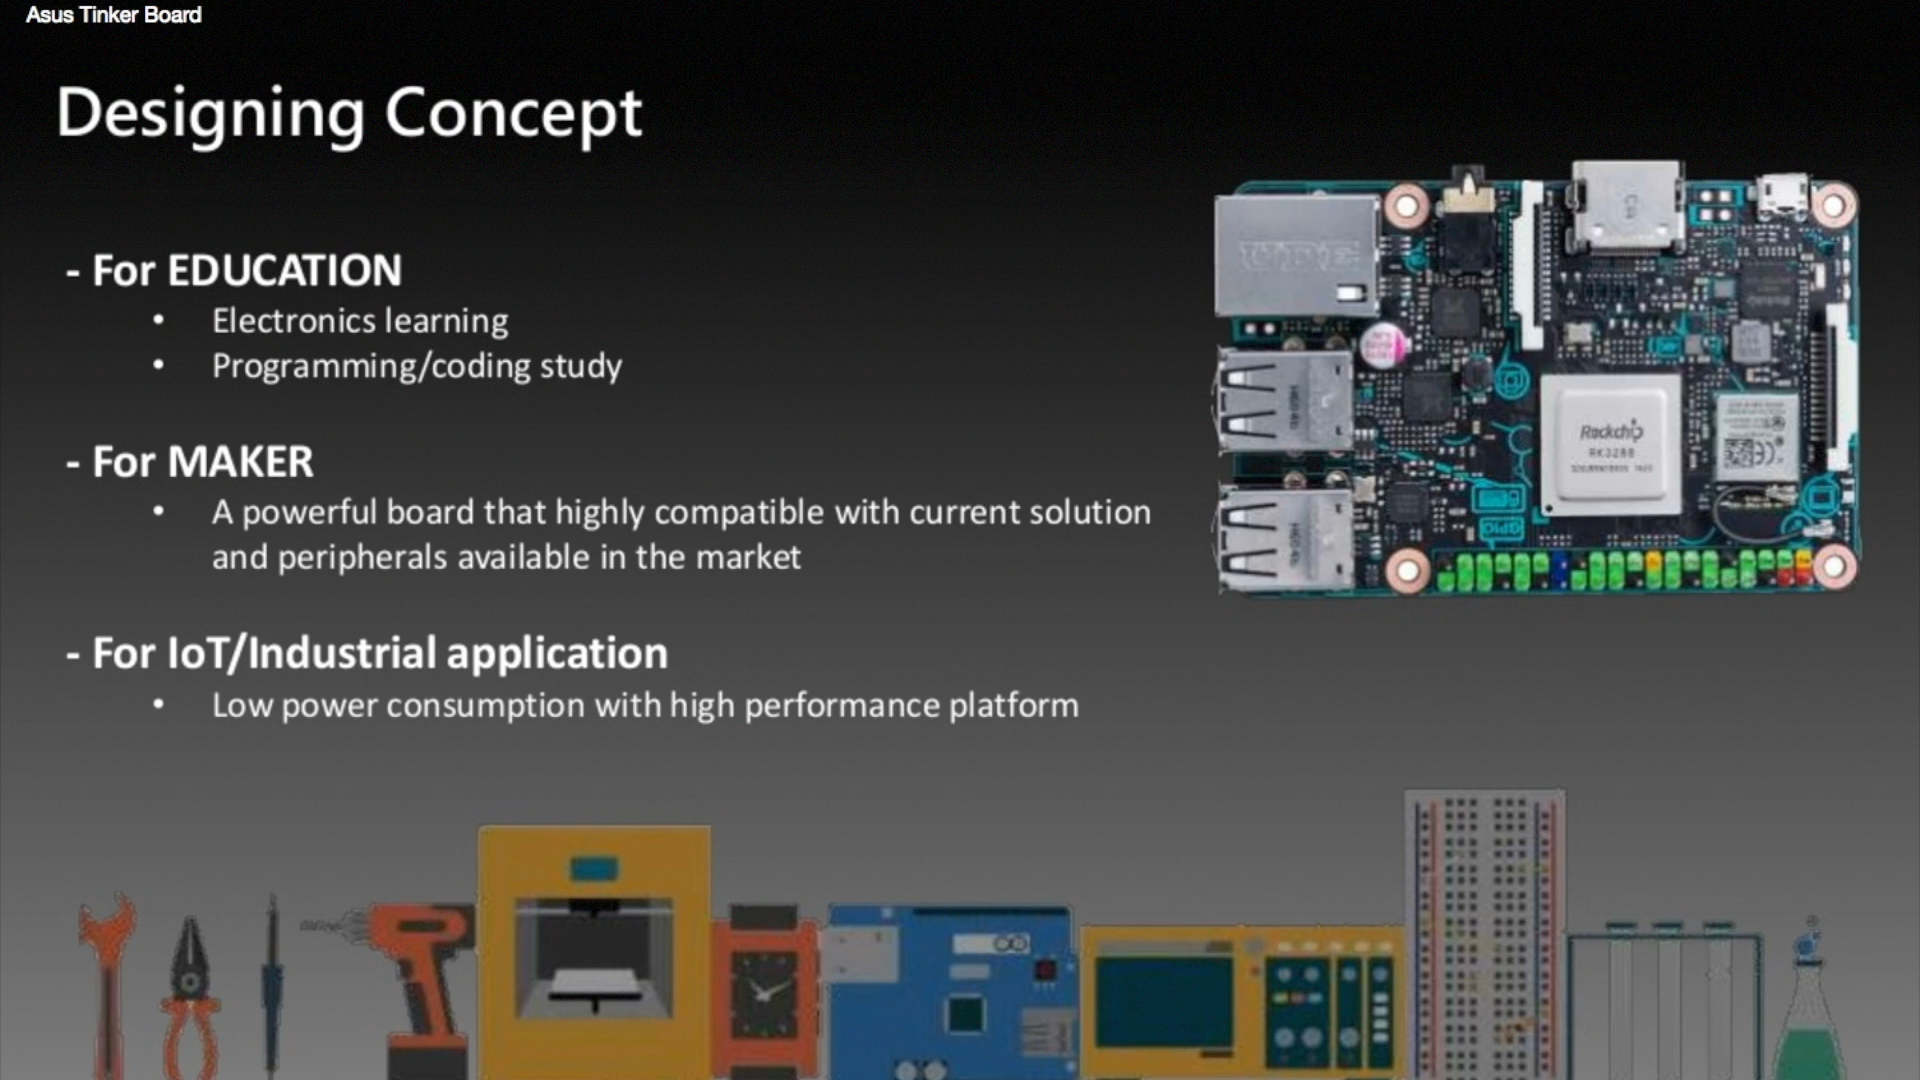 Asus Tinker Board
Designing Concept
- For EDUCATION
• Electronics learning
• Programming/coding study
- For MAKER
• A powerful board that highly compatible with current solution
and peripherals available in the market
- For IoT/Industrial application
• Low power consumption with high performance platform
Rockchip
RK3288
GPIO